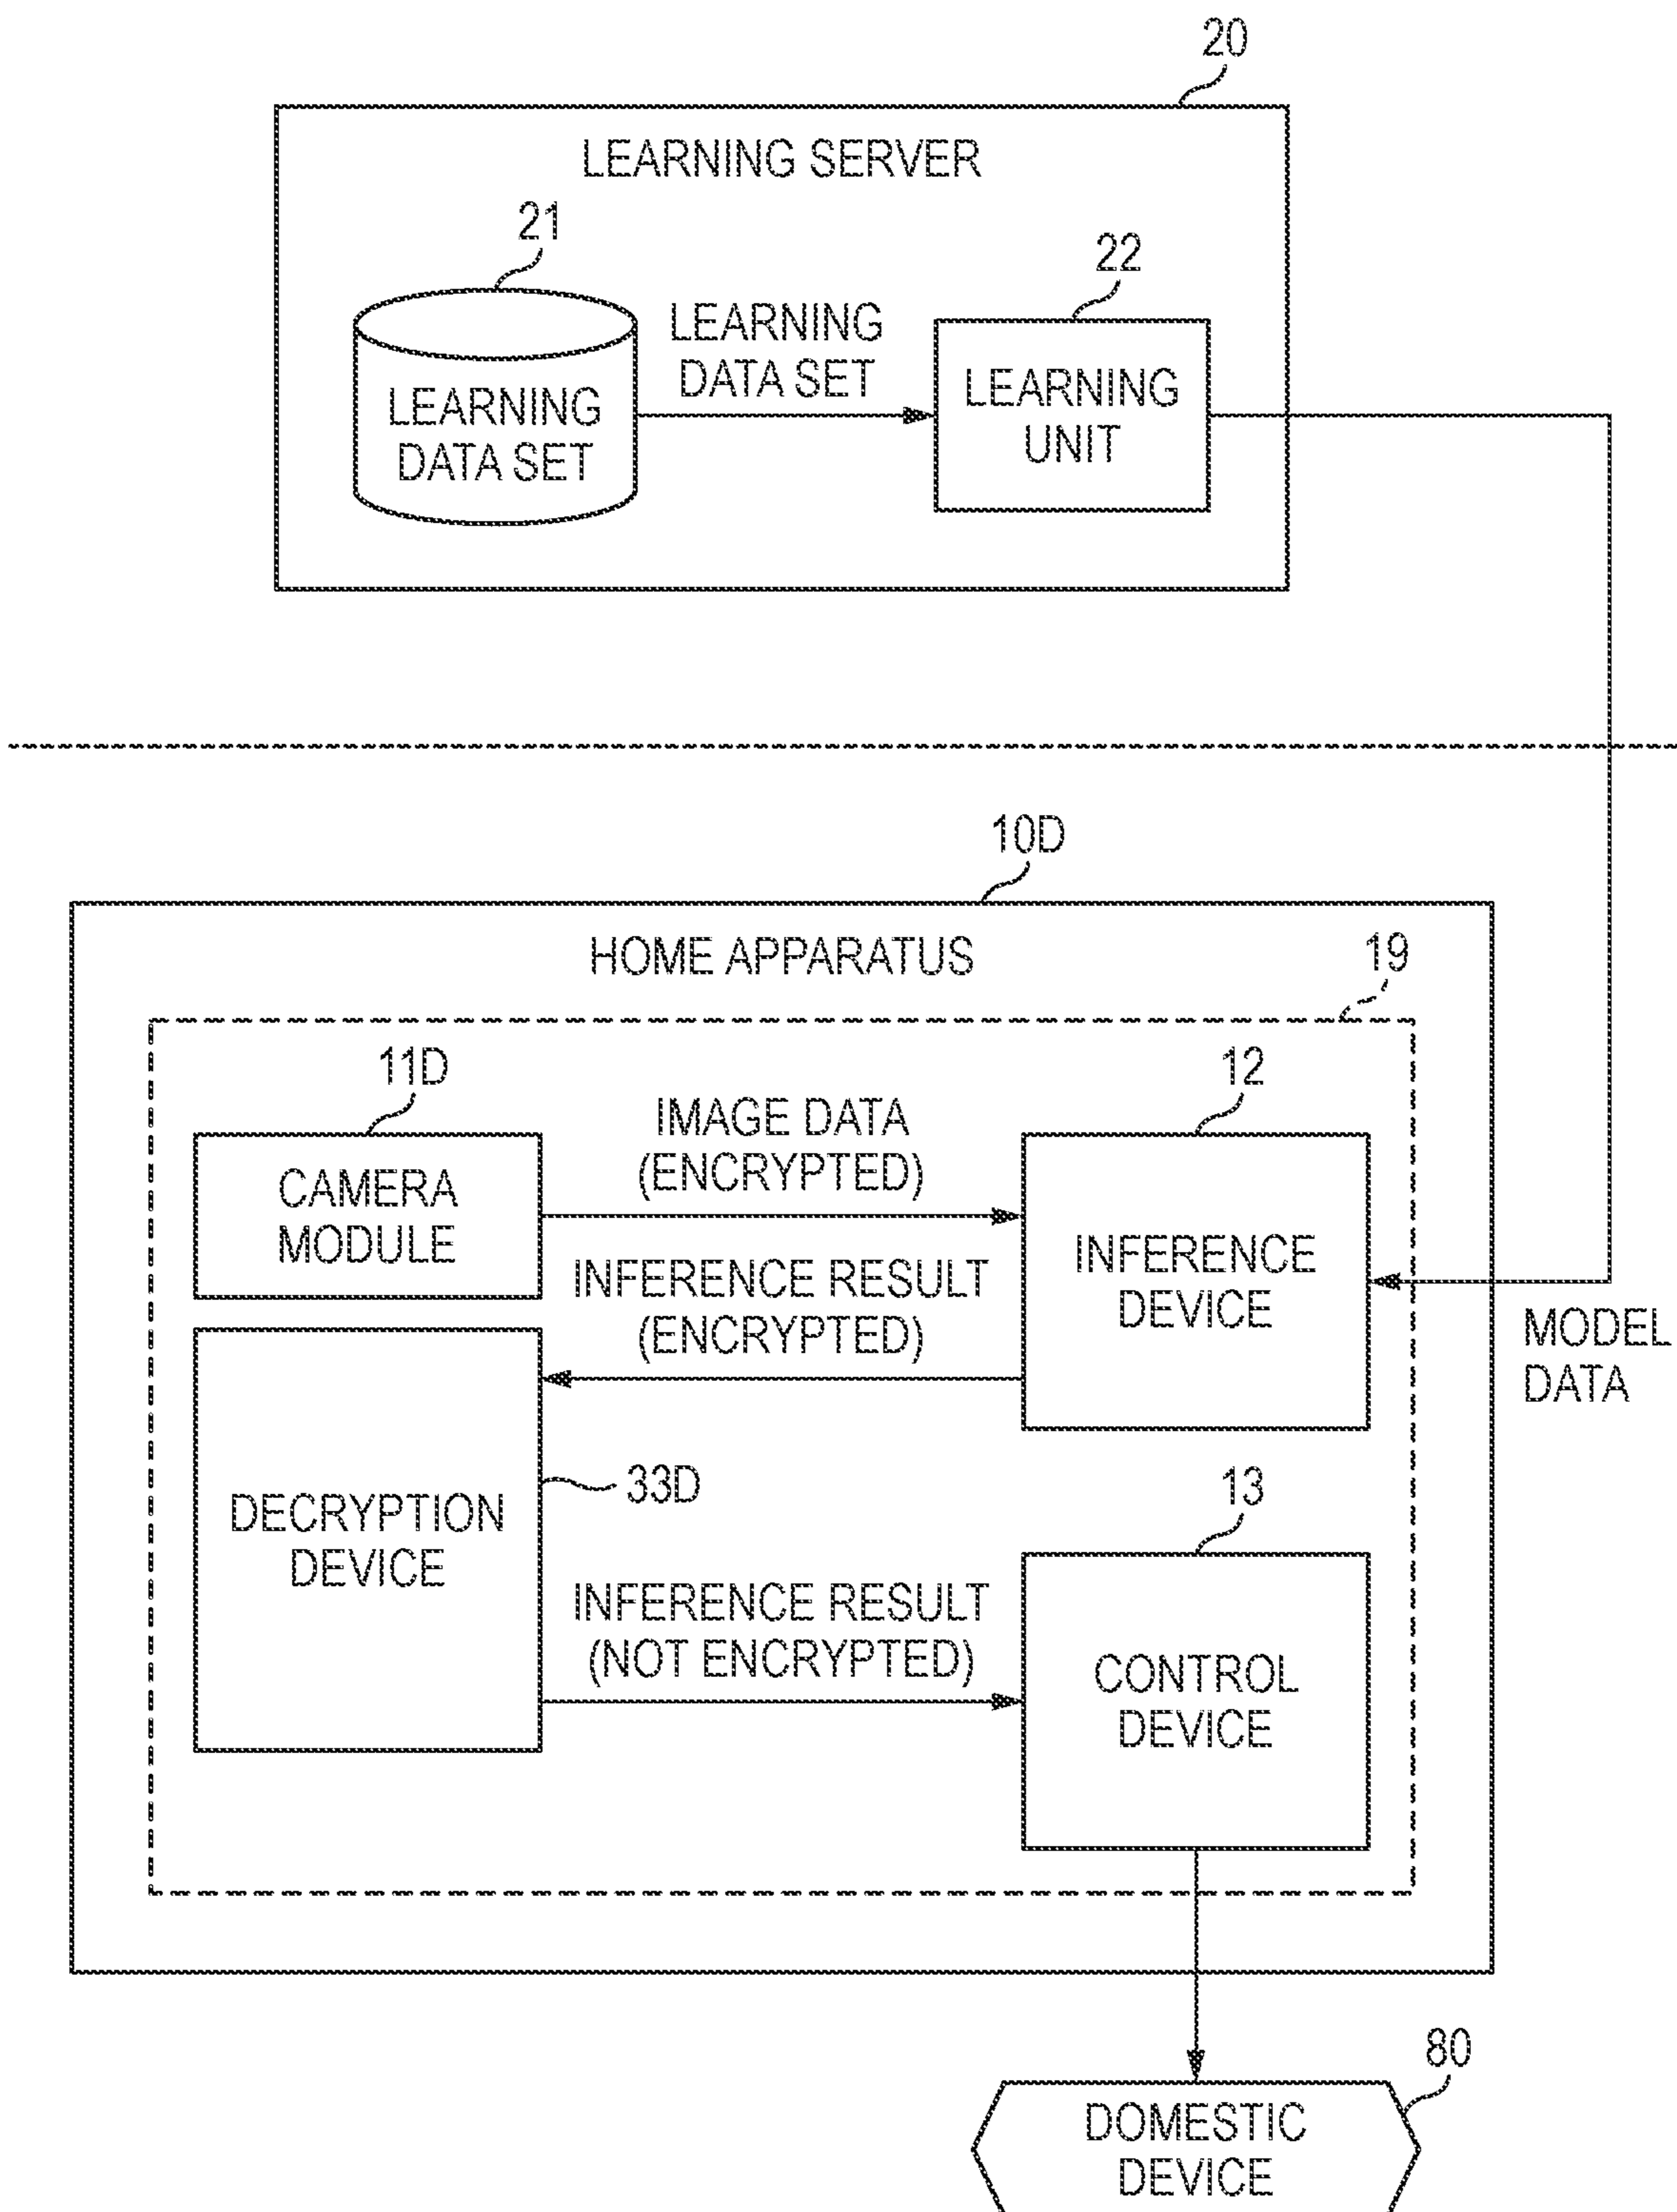 20
LEARNING SERVER
21
22
LEARNING
DATA SET
LEARNING
DATA SET
LEARNING
UNIT
10D
HOME APPARATUS
19
11D
12
IMAGE DATA
(ENCRYPTED)
CAMERA
MODULE
INFERENCE
DEVICE
INFERENCE RESULT
(ENCRYPTED)
MODEL
DATA
33D
13
DECRYPTION
DEVICE
INFERENCE RESULT
(NOT ENCRYPTED)
CONTROL
DEVICE
80
DOMESTIC
DEVICE